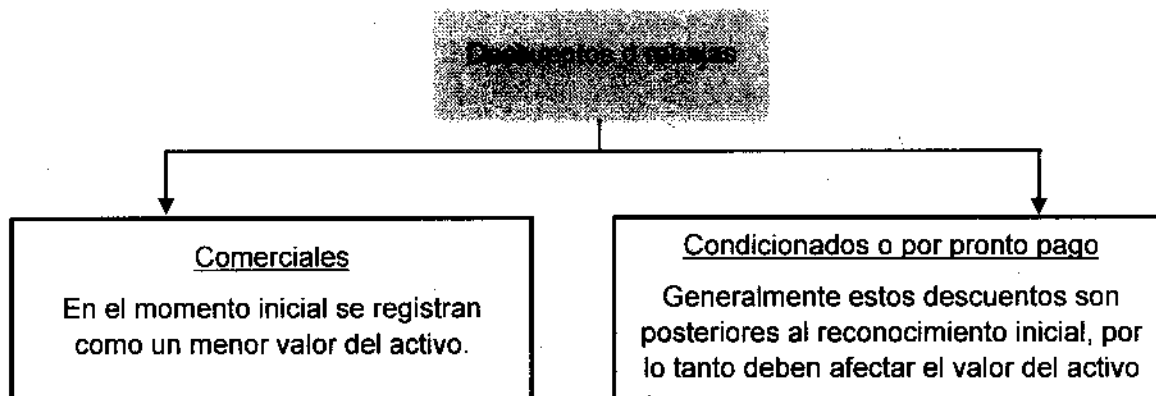 Descuentos o rebajas
Comerciales
En el momento inicial se registran
como un menor valor del activo.
Condicionados o por pronto pago
Generalmente estos descuentos son
posteriores al reconocimiento inicial, por
lo tanto deben afectar el valor del activo